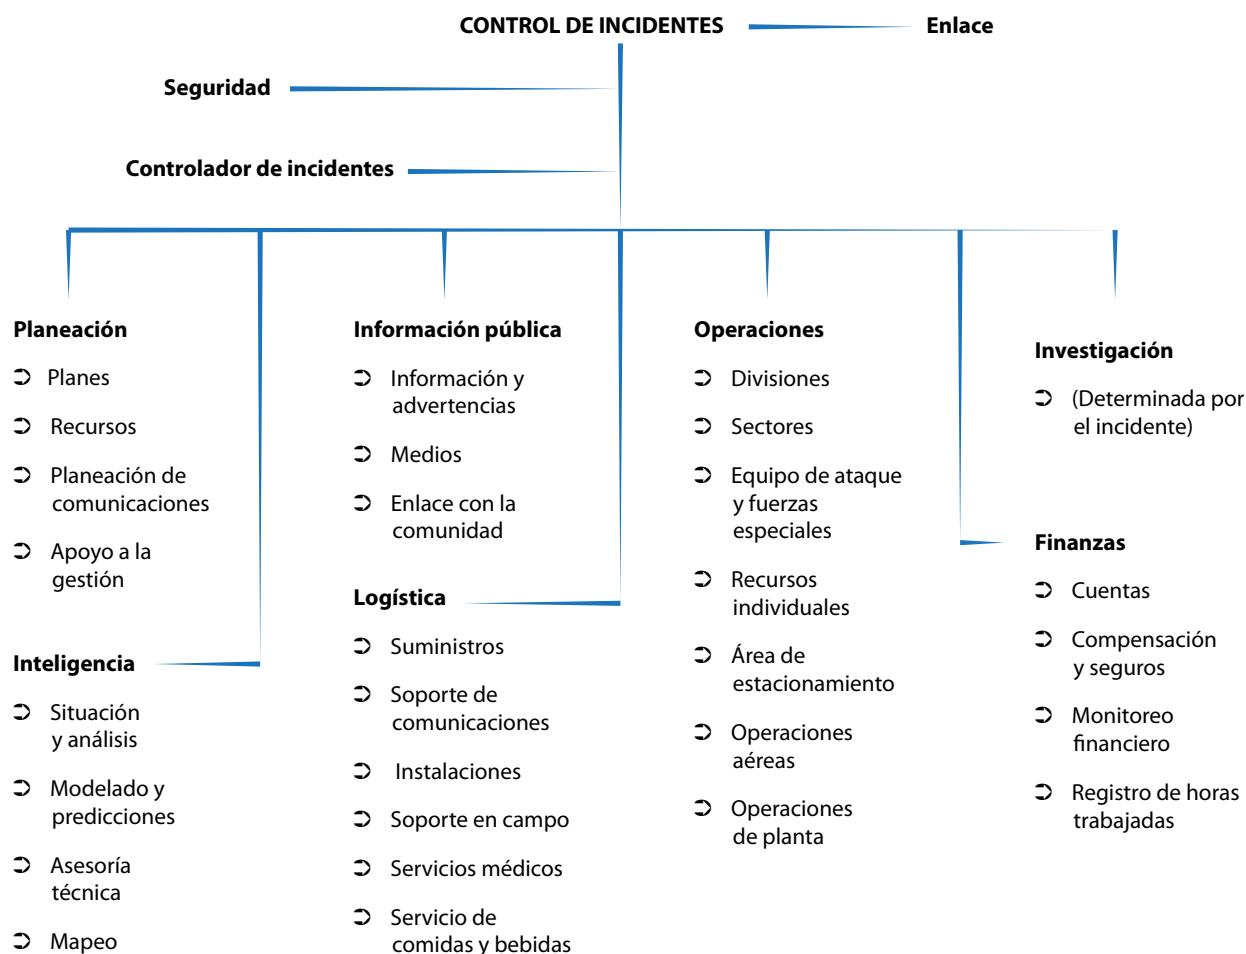 CONTROL DE INCIDENTES
Enlace
Seguridad
Controlador de incidentes
Planeación
Planes
Recursos
Planeación de
comunicaciones
Apoyo a la
gestión
Inteligencia
Situación
y análisis
Modelado y
predicciones
Asesoría
técnica
Mapeo
Información pública
Información y
advertencias
Medios
Enlace con la
comunidad
Logística
Suministros
Soporte de
comunicaciones
Instalaciones
Soporte en campo
Servicios médicos
Servicio de
comidas y bebidas
Operaciones
Divisiones
Sectores
Equipo de ataque
y fuerzas
especiales
Recursos
individuales
Área de
estacionamiento
Operaciones
aéreas
Operaciones
de planta
Investigación
(Determinada por
el incidente)
Finanzas
Cuentas
Compensación
y seguros
Monitoreo
financiero
Registro de horas
trabajadas